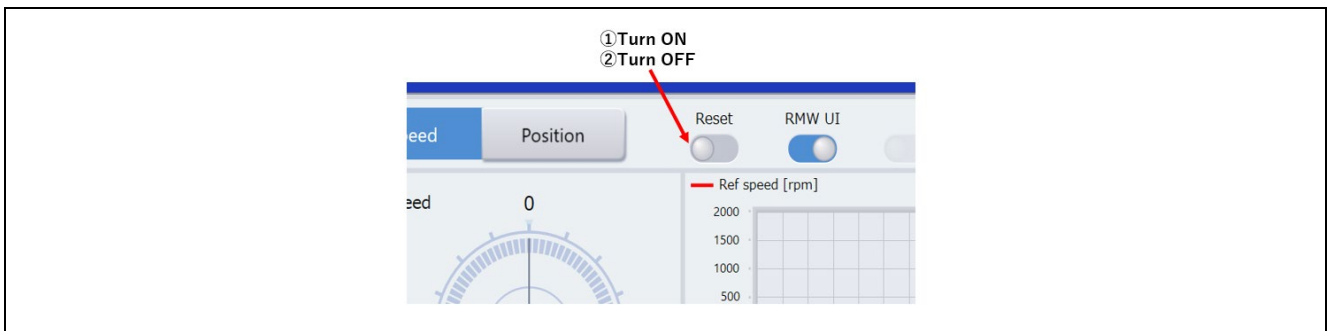 ①Turn ON
②Turn OFF
Reset RMW UI
eed Position
Ref speed [rpm]
eed 0
2000
1500
1000
500